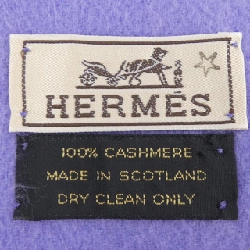 HERMÈS
100% CASHMERE
MADE IN SCOTLAND
DRY CLEAN ONLY